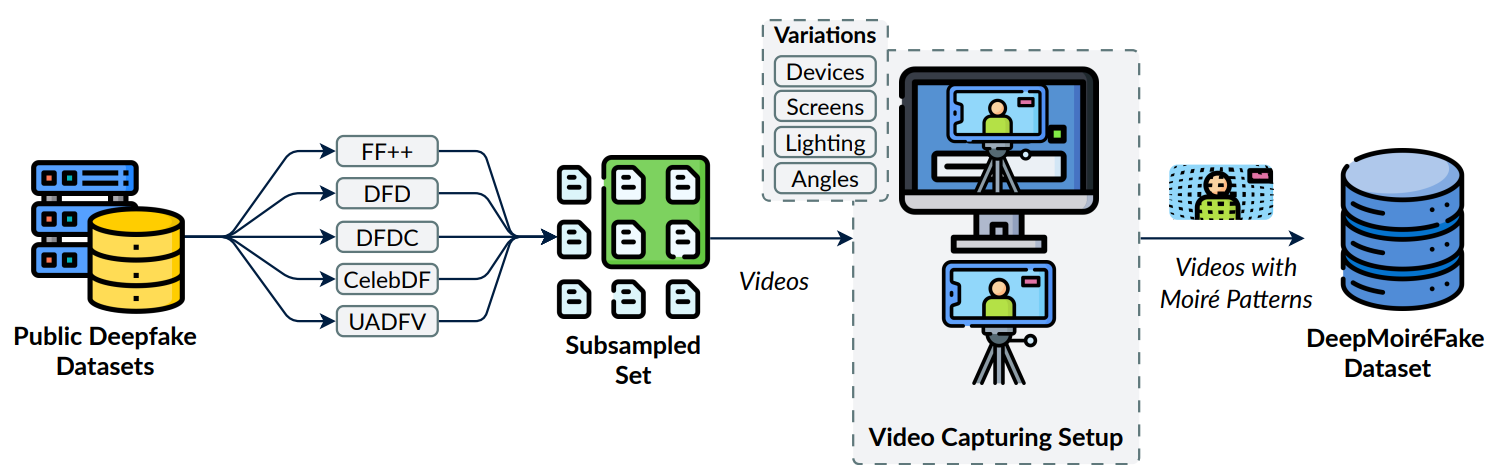 Public Deepfake
Datasets
FF++
DFD
DFDC
CelebDF
UADFV
Subsampled
Set
Videos
Variations
Devices
Screens
Lighting
Angles
Video Capturing Setup
Videos with
Moiré Patterns
DeepMoiréFake
Dataset